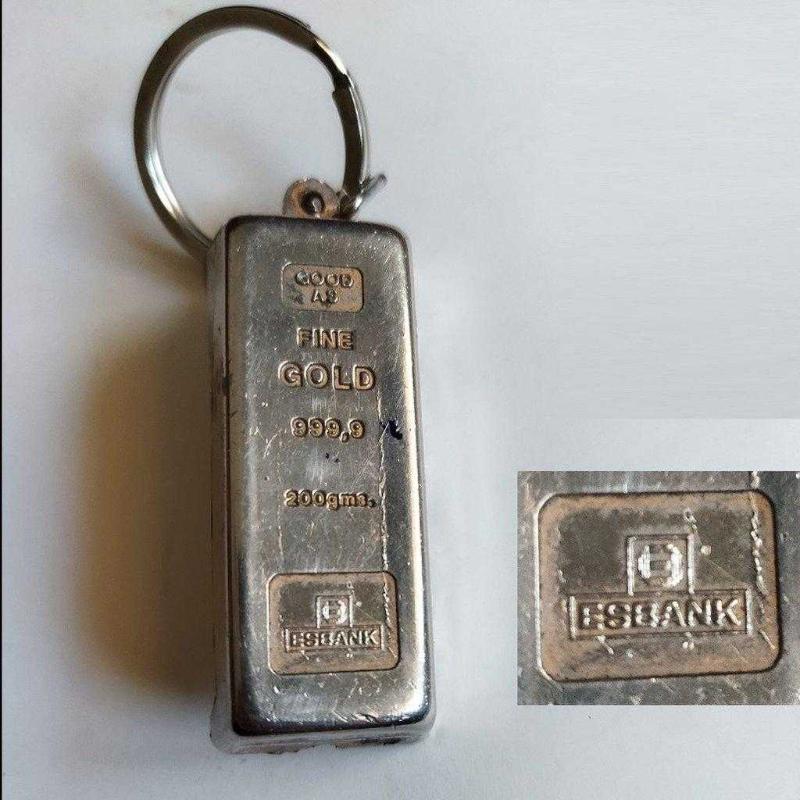 GOOD
AS
FINE
GOLD
999,9
200gms.
ESBANK
ESBANK